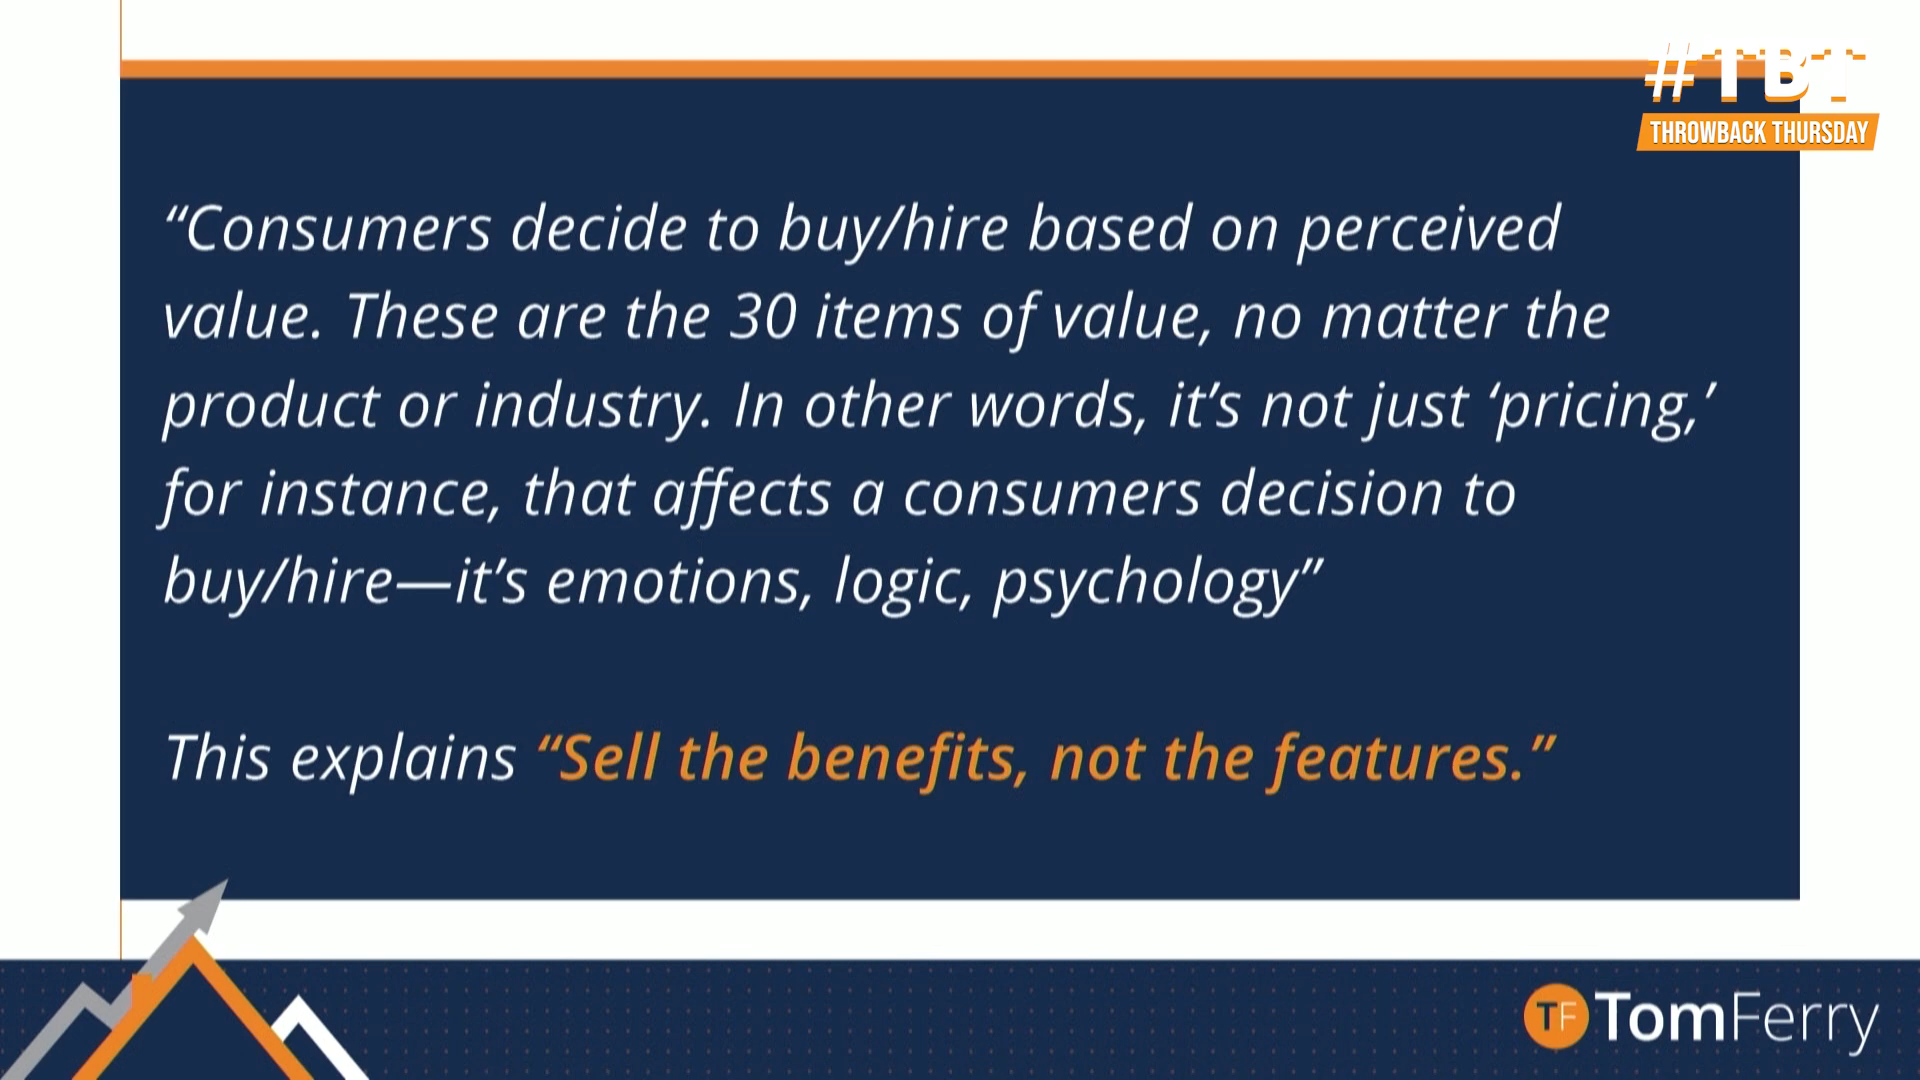 #TBT
THROWBACK THURSDAY
“Consumers decide to buy/hire based on perceived
value. These are the 30 items of value, no matter the
product or industry. In other words, it’s not just ‘pricing,’
for instance, that affects a consumers decision to
buy/hire—it’s emotions, logic, psychology”
This explains “Sell the benefits, not the features.”
TF TomFerry